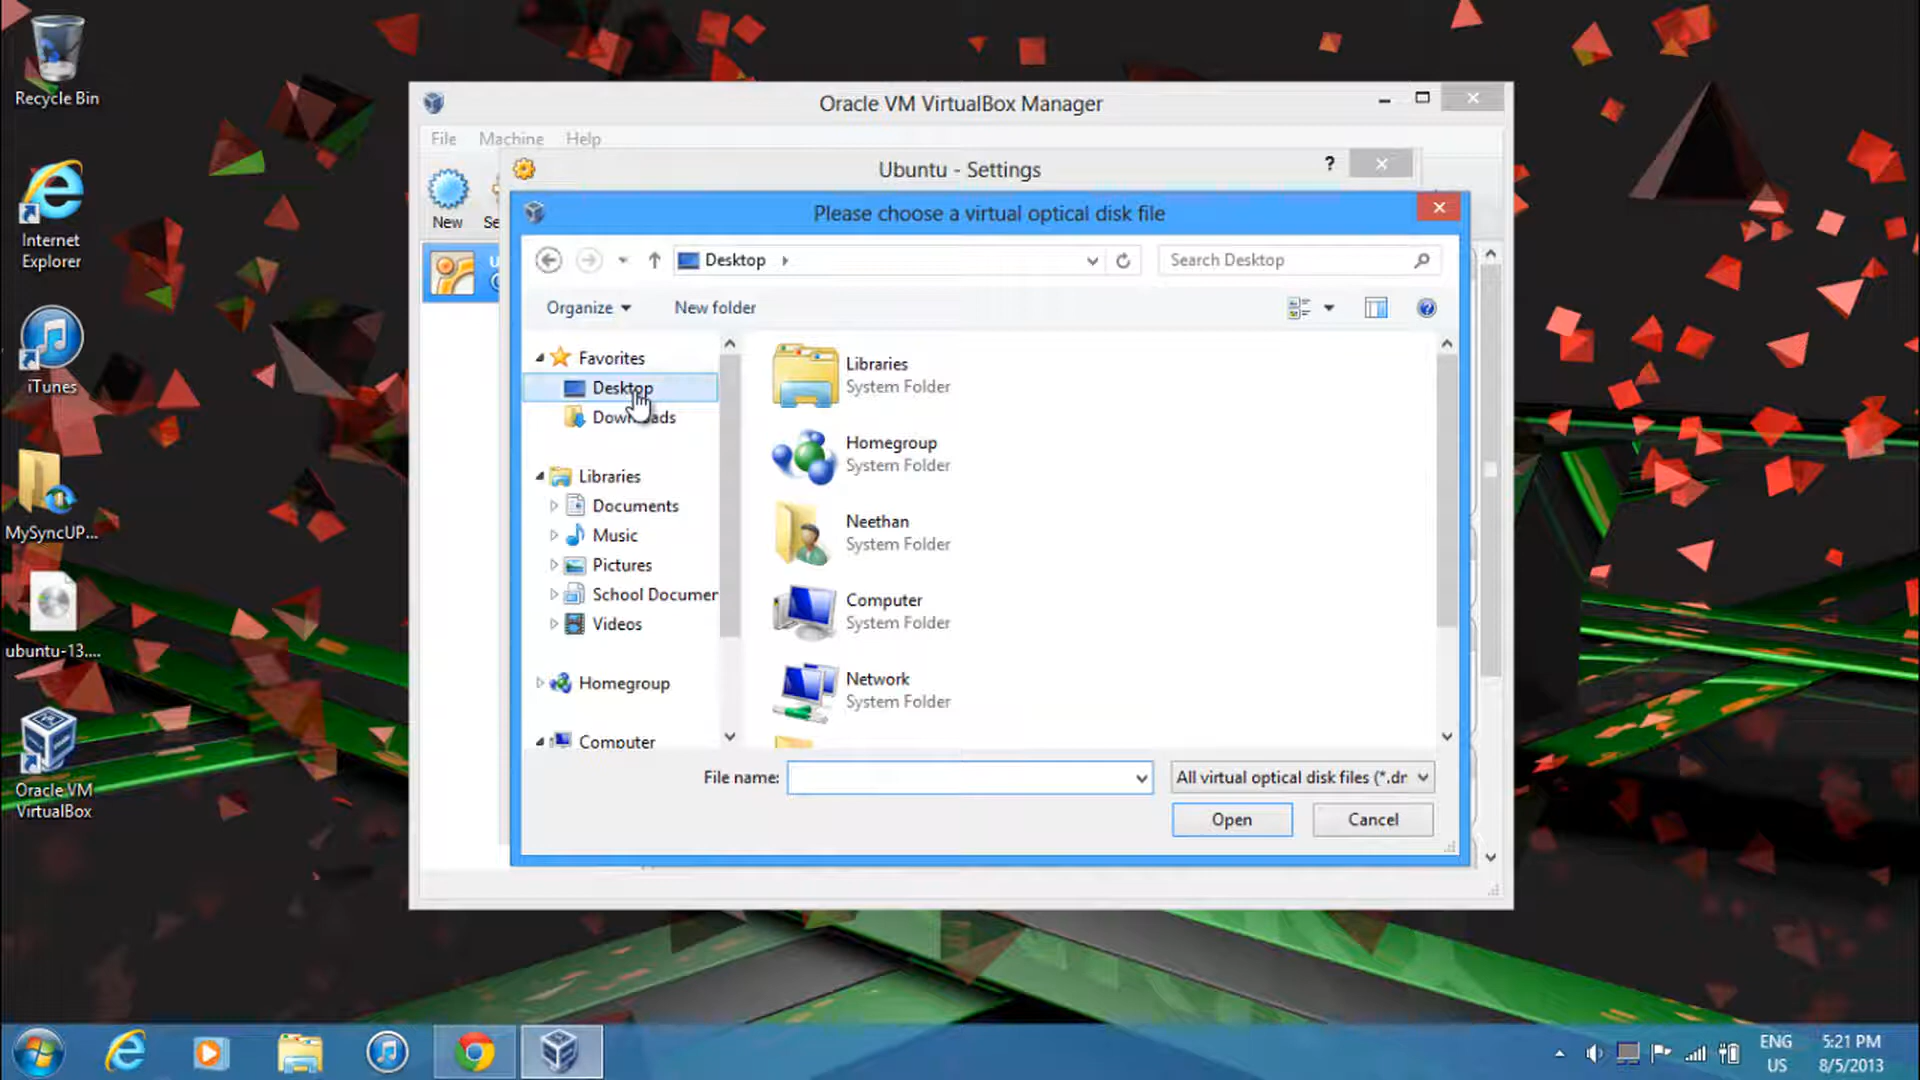 Recycle Bin
Internet
Explorer
iTunes
MySyncUP...
ubuntu-13....
Oracle VM
VirtualBox
Oracle VM VirtualBox Manager
File Machine Help
New
Ubuntu - Settings
?
Please choose a virtual optical disk file
Desktop
Search Desktop
Organize
New folder
Favorites
Desktop
Downloads
Libraries
Documents
Music
Pictures
School Documen
Videos
Homegroup
Computer
Libraries
System Folder
Homegroup
System Folder
Neethan
System Folder
Computer
System Folder
Network
System Folder
File name:
All virtual optical disk files (*.dr
Open
Cancel
ENG
US
5:21 PM
8/5/2013